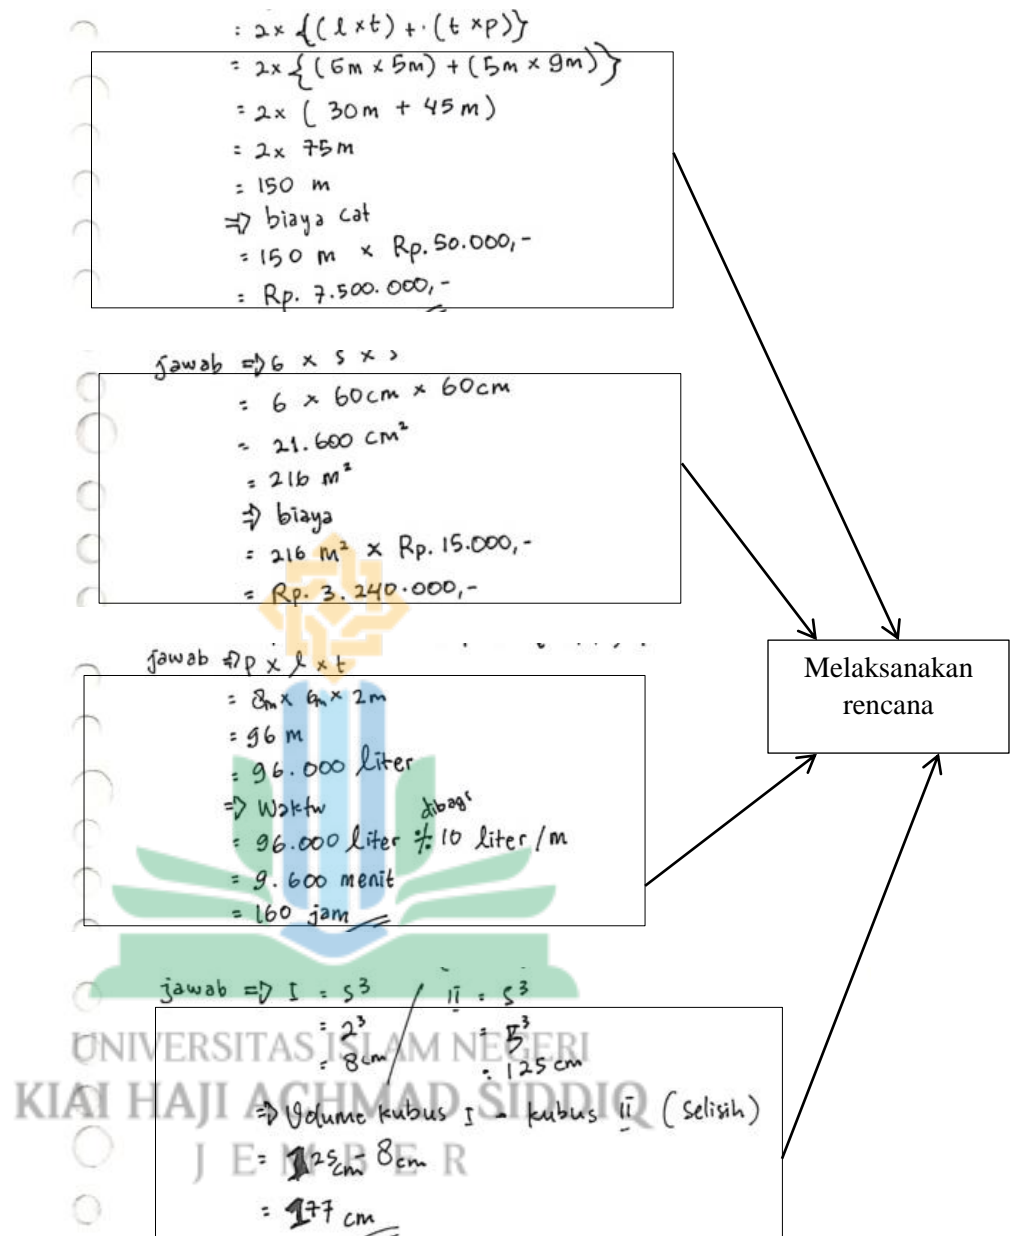 = 2x {(l x t) + (t x p)}
= 2x {(6m x 5m) + (5m x 9m)}
= 2x ( 30m + 45m)
= 2x 75m
= 150 m
=> biaya cat
= 150 m x Rp. 50.000,-
= Rp. 7.500.000,-
jawab => 6 x s x s
= 6 x 60cm x 60cm
= 21.600 cm²
= 216 m²
=> biaya
= 216 m² x Rp. 15.000,-
= Rp. 3.240.000,-
Melaksanakan
rencana
jawab => p x l x t
= 8m x 6m x 2m
= 96 m
= 96.000 liter
=> Waktu
dibagi
= 96.000 liter ÷ 10 liter/m
= 9.600 menit
= 160 jam
jawab => I = s³ / II = s³
= 2³ = 5³
= 8cm = 125 cm
=> Volume kubus I - kubus II (selisih)
= 125cm - 8cm
= 177 cm
UNIVERSITAS ISLAM NEGERI
KIAI HAJI ACHMAD SIDDIQ
JEMBER